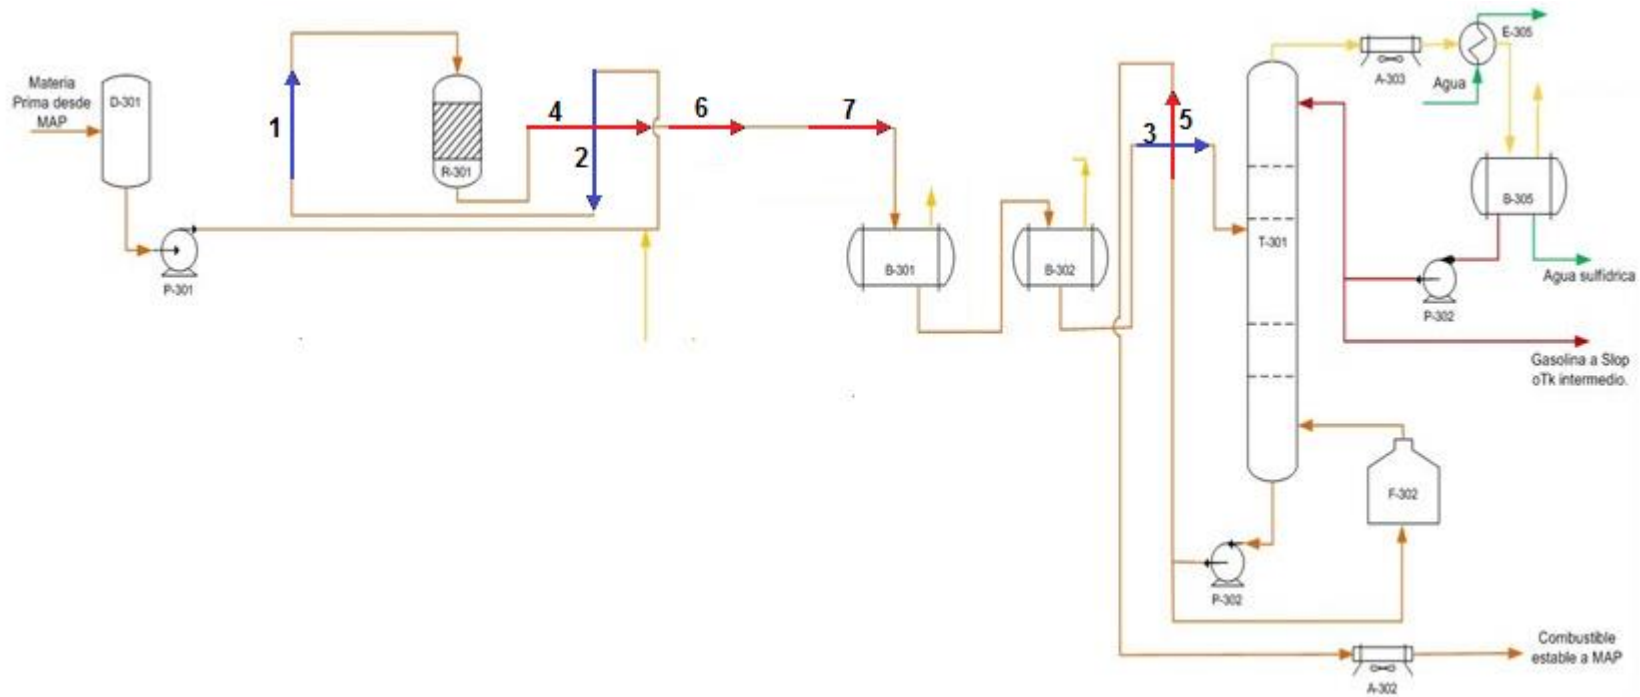 Materia
Prima desde
MAP
D-301
P-301
1
R-301
4
2
6
7
B-301
B-302
3
5
T-301
A-303
E-305
Agua
B-305
Agua sulfídrica
P-302
Gasolina a Slop
oTk intermedio.
F-302
P-302
Combustible
estable a MAP
A-302